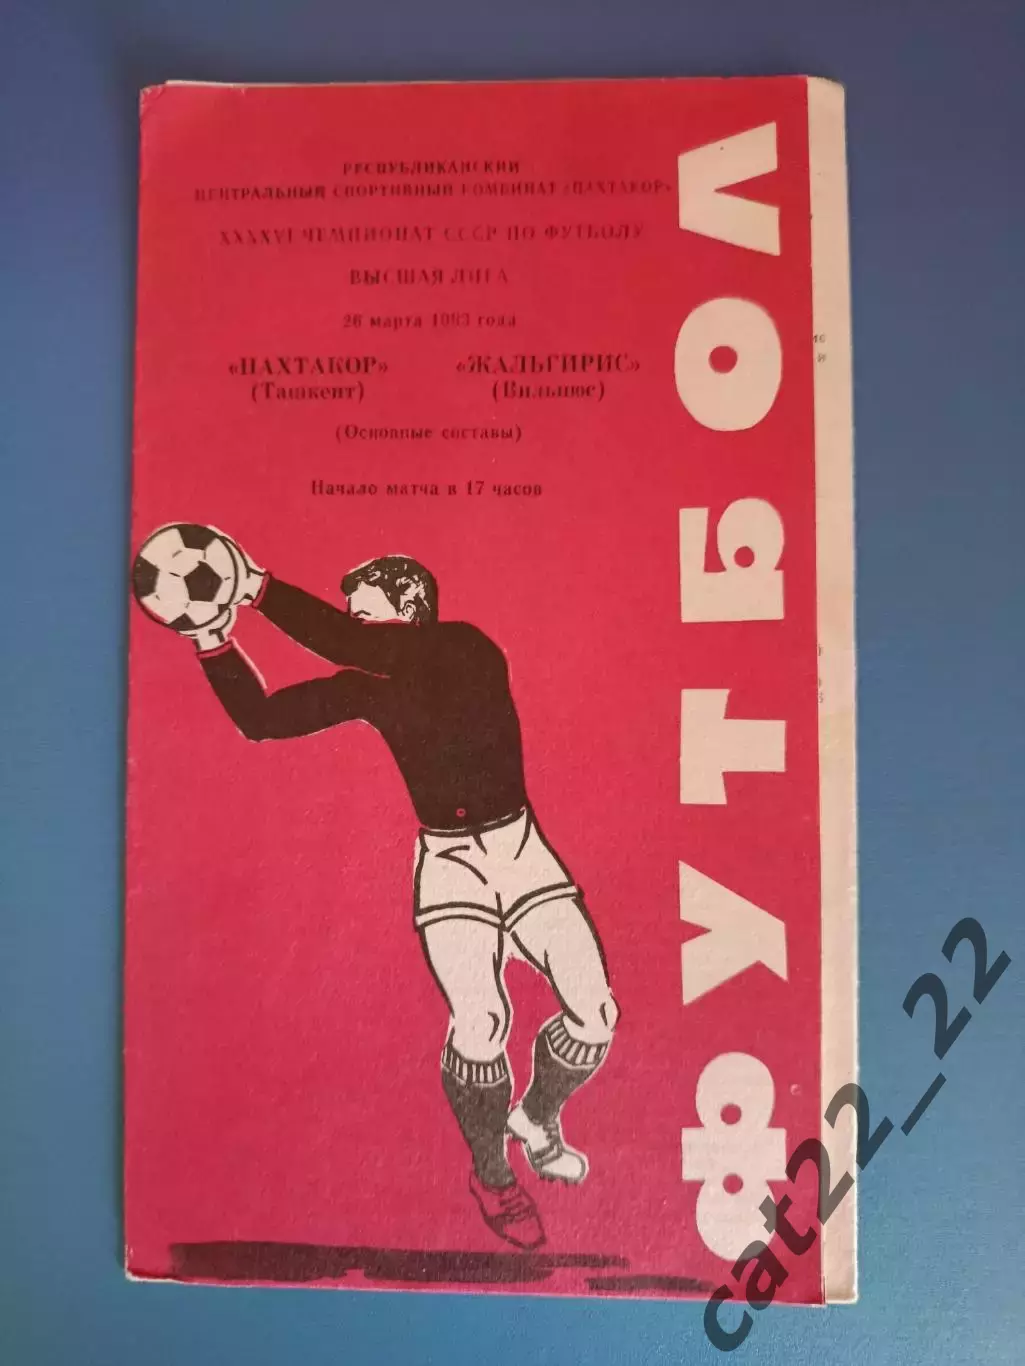 РЕСПУБЛИКАНСКИЙ
ЦЕНТРАЛЬНЫЙ СПОРТИВНЫЙ КОМБИНАТ «ПАХТАКОР»
XXXXVI ЧЕМПИОНАТ СССР ПО ФУТБОЛУ
ВЫСШАЯ ЛИГА
26 марта 1983 года
«ПАХТАКОР» «ЖАЛЬГИРИС»
(Ташкент) (Вильнюс)
(Основные составы)
Начало матча в 17 часов
ФУТБОЛ
cat22_22